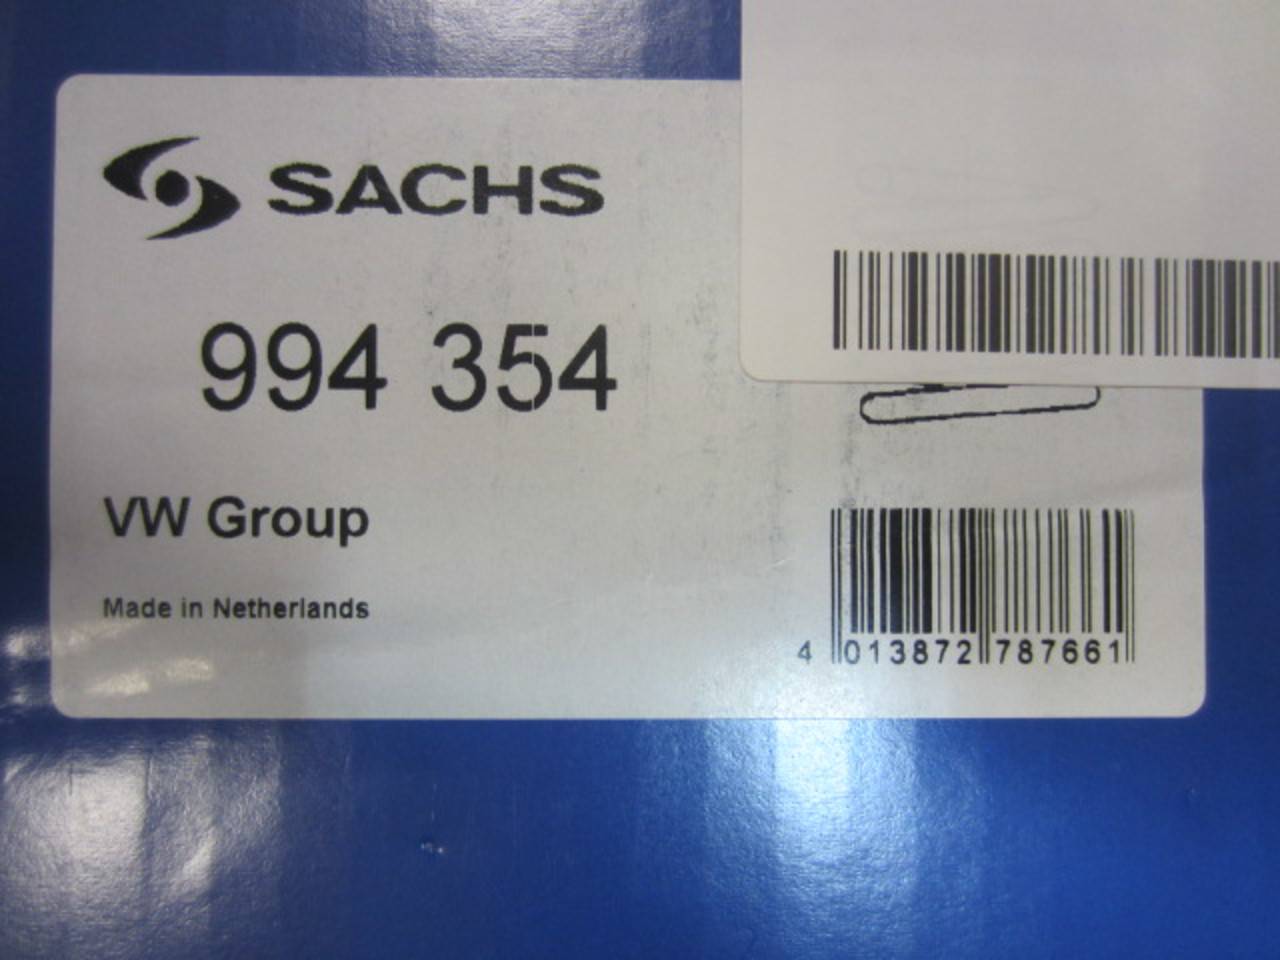 SACHS
994 354
VW Group
Made in Netherlands
4 013872 787661